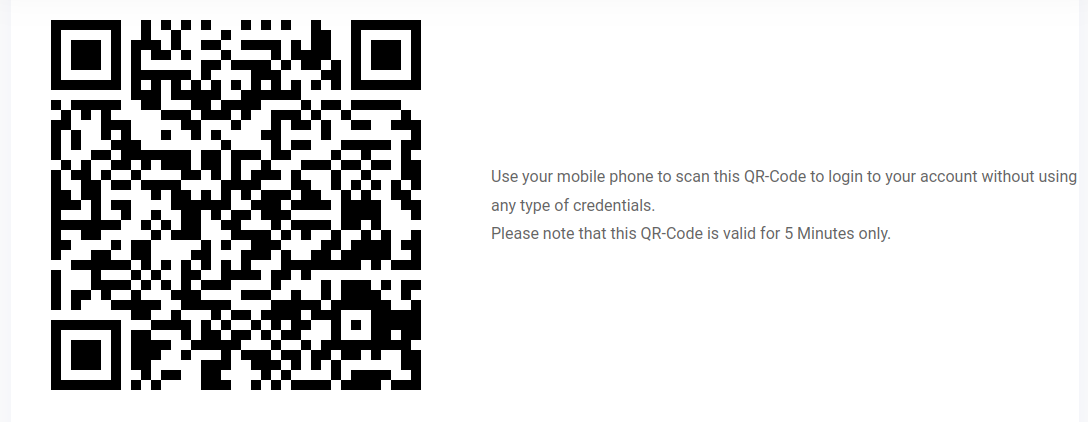 Use your mobile phone to scan this QR-Code to login to your account without using
any type of credentials.
Please note that this QR-Code is valid for 5 Minutes only.